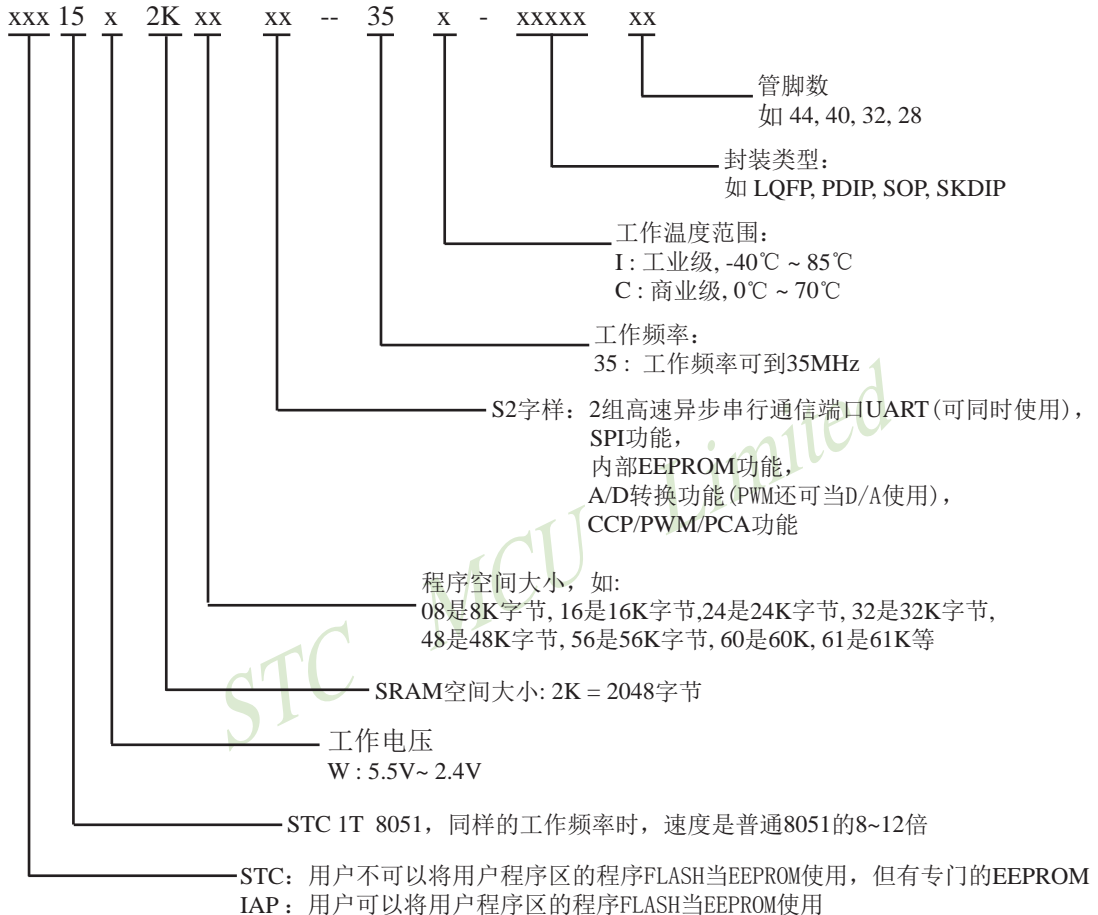 xxx 15 x 2K xx xx -- 35 x - xxxxx xx
管脚数
如 44, 40, 32, 28
封装类型：
如 LQFP, PDIP, SOP, SKDIP
工作温度范围：
I : 工业级, -40℃ ~ 85℃
C : 商业级, 0℃ ~ 70℃
工作频率：
35 : 工作频率可到35MHz
S2字样：2组高速异步串行通信端口UART(可同时使用)，
SPI功能，
内部EEPROM功能，
A/D转换功能(PWM还可当D/A使用)，
CCP/PWM/PCA功能
程序空间大小，如:
08是8K字节, 16是16K字节,24是24K字节, 32是32K字节,
48是48K字节, 56是56K字节, 60是60K, 61是61K等
SRAM空间大小: 2K = 2048字节
工作电压
W : 5.5V~ 2.4V
STC 1T 8051，同样的工作频率时，速度是普通8051的8~12倍
STC：用户不可以将用户程序区的程序FLASH当EEPROM使用，但有专门的EEPROM
IAP：用户可以将用户程序区的程序FLASH当EEPROM使用
STC MCU Limited